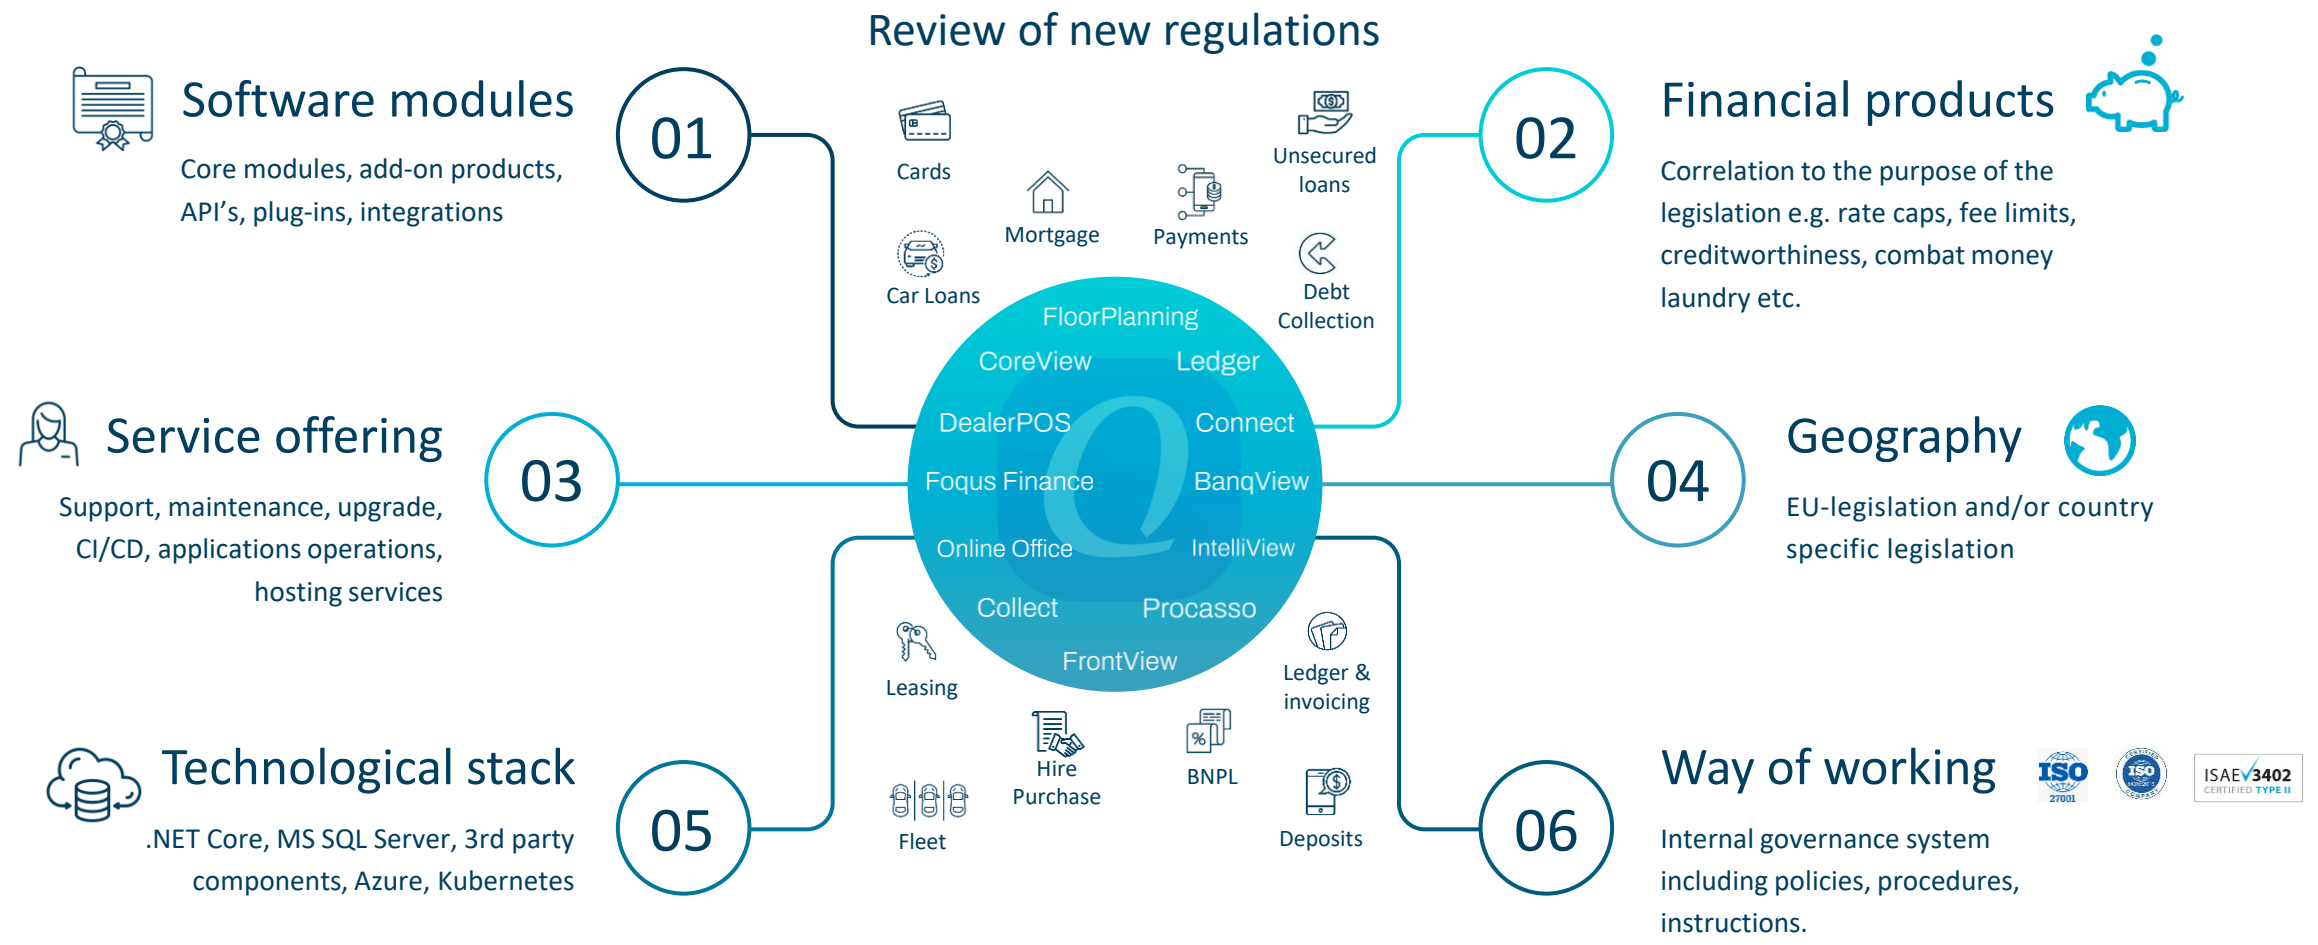 Review of new regulations
Software modules
Core modules, add-on products,
API's, plug-ins, integrations
01
Cards
Mortgage
Payments
Unsecured
loans
Car Loans
Debt
Collection
02
Financial products
Correlation to the purpose of the
legislation e.g. rate caps, fee limits,
creditworthiness, combat money
laundry etc.
Service offering
Support, maintenance, upgrade,
CI/CD, applications operations,
hosting services
03
FloorPlanning
CoreView
Ledger
DealerPOS
Connect
Foqus Finance
BanqView
Online Office
IntelliView
Collect
Procasso
FrontView
Q
04
Geography
EU-legislation and/or country
specific legislation
Technological stack
.NET Core, MS SQL Server, 3rd party
components, Azure, Kubernetes
05
Leasing
Hire
Purchase
BNPL
Ledger &
invoicing
Fleet
%
Deposits
06
Way of working
Internal governance system
including policies, procedures,
instructions.
ISO
27001
CERTIFIED
ISO
COMPANY
ISAE 3402
CERTIFIED TYPE II